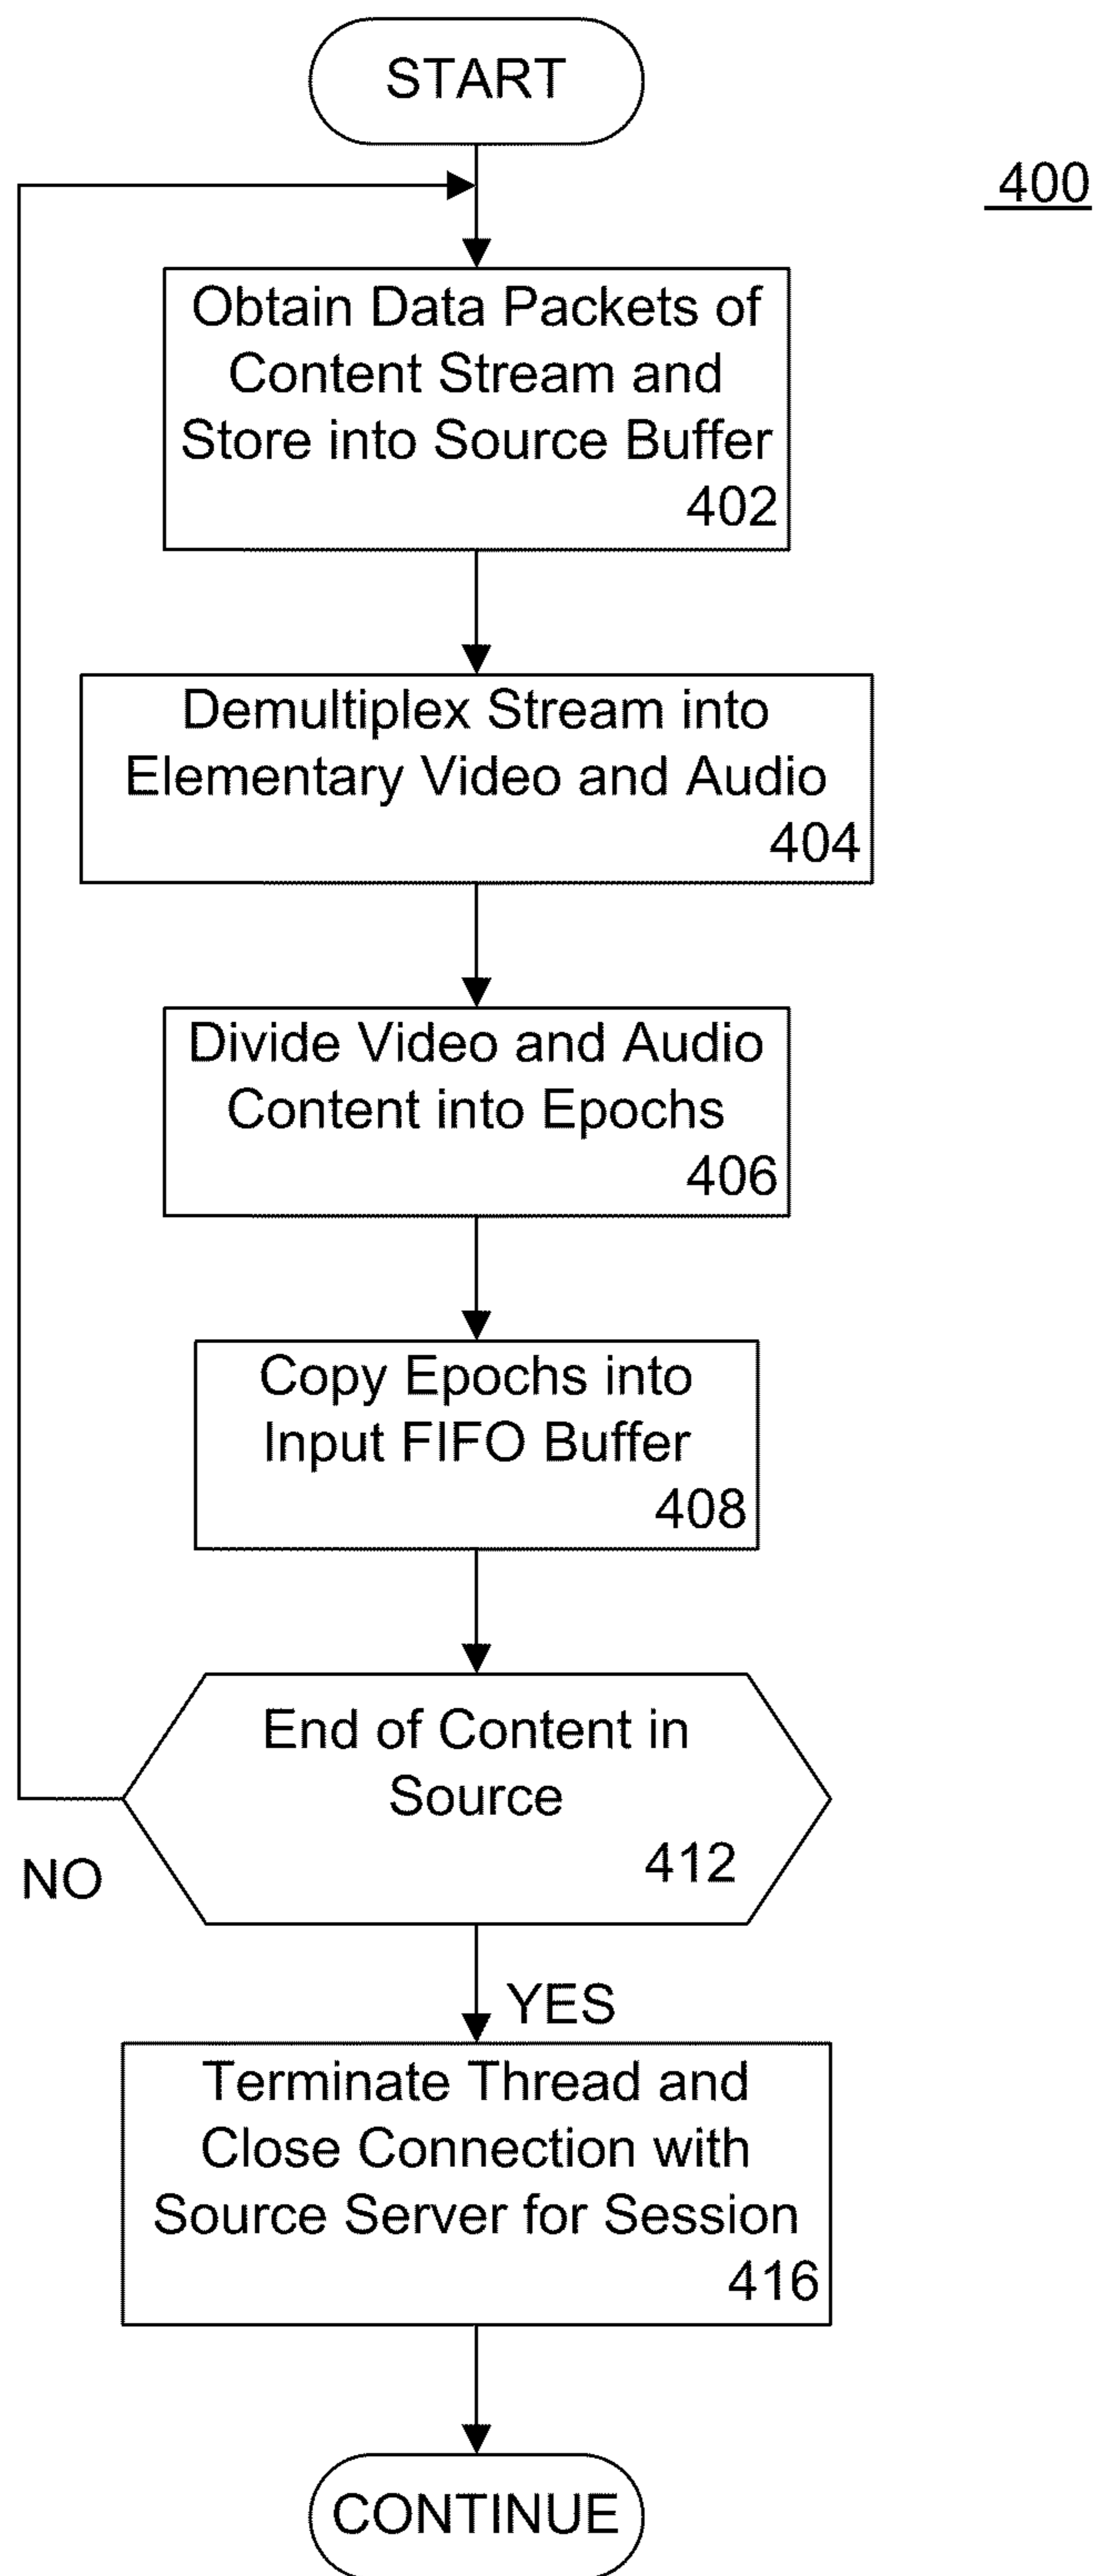 START
400
Obtain Data Packets of
Content Stream and
Store into Source Buffer
402
Demultiplex Stream into
Elementary Video and Audio
404
Divide Video and Audio
Content into Epochs
406
Copy Epochs into
Input FIFO Buffer
408
End of Content in
Source
412
NO
YES
Terminate Thread and
Close Connection with
Source Server for Session
416
CONTINUE